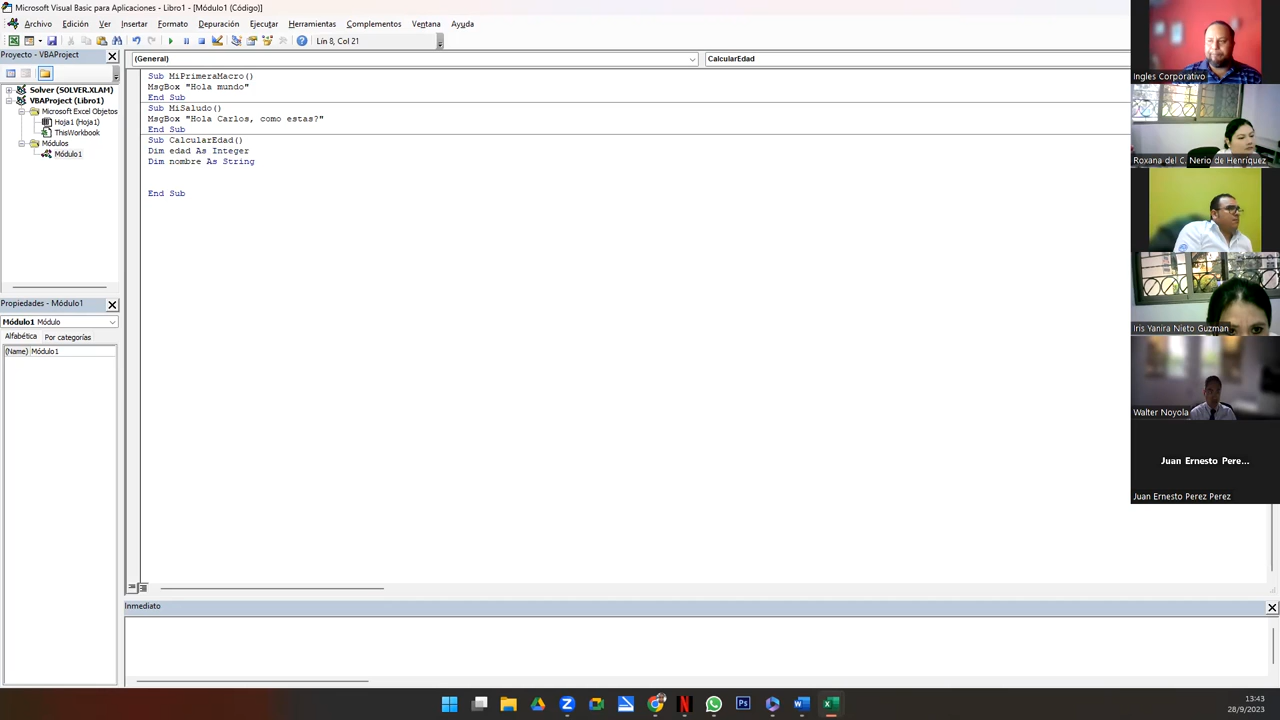 Microsoft Visual Basic para Aplicaciones - Libro1 - [Módulo1 (Código)]
Archivo Edición Ver Insertar Formato Depuración Ejecutar Herramientas Complementos Ventana Ayuda
Lín 8, Col 21
Proyecto - VBAProject
Solver (SOLVER.XLAM)
VBAProject (Libro1)
Microsoft Excel Objetos
Hoja1 (Hoja1)
ThisWorkbook
Módulos
Módulo1
Propiedades - Módulo1
Módulo1 Módulo
Alfabética Por categorías
(Name) Módulo1
(General) CalcularEdad
Sub MiPrimeraMacro()
MsgBox "Hola mundo"
End Sub
Sub MiSaludo()
MsgBox "Hola Carlos, como estas?"
End Sub
Sub CalcularEdad()
Dim edad As Integer
Dim nombre As String
End Sub
Inmediato
Ingles Corporativo
Roxana del C. Nerio de Henríquez
Iris Yanira Nieto Guzman
Walter Noyola
Juan Ernesto Pere...
Juan Ernesto Perez Perez
13:43
28/9/2023